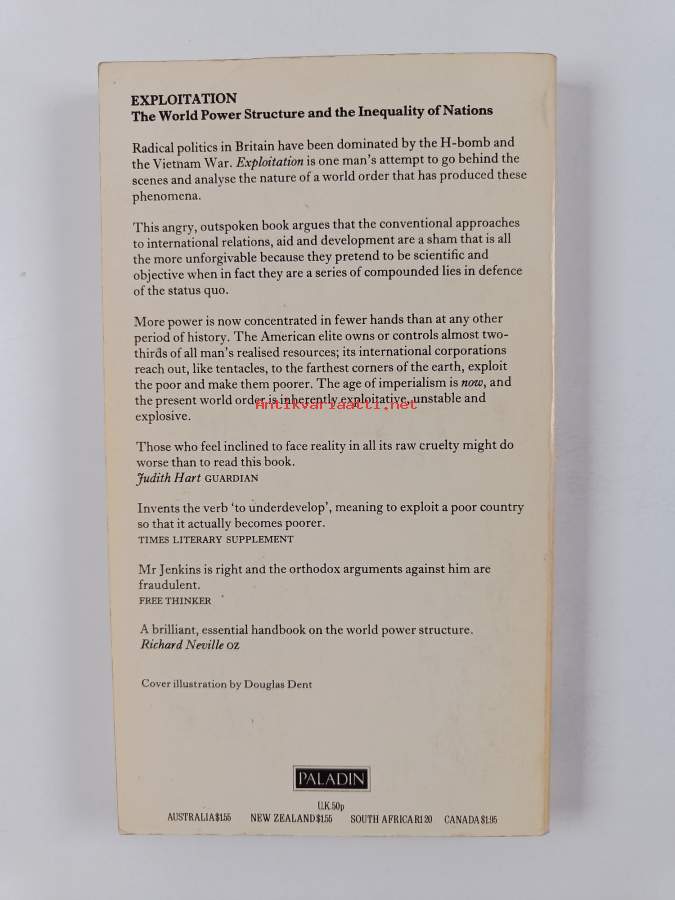 EXPLOITATION
The World Power Structure and the Inequality of Nations
Radical politics in Britain have been dominated by the H-bomb and
the Vietnam War. Exploitation is one man's attempt to go behind the
scenes and analyse the nature of a world order that has produced these
phenomena.
This angry, outspoken book argues that the conventional approaches
to international relations, aid and development are a sham that is all
the more unforgivable because they pretend to be scientific and
objective when in fact they are a series of compounded lies in defence
of the status quo.
More power is now concentrated in fewer hands than at any other
period of history. The American elite owns or controls almost two-
thirds of all man's realised resources; its international corporations
reach out, like tentacles, to the farthest corners of the earth, exploit
the poor and make them poorer. The age of imperialism is now, and
the present world order is inherently exploitative, unstable and
Antikvariaatti.net
explosive.
Those who feel inclined to face reality in all its raw cruelty might do
worse than to read this book.
Judith Hart GUARDIAN
Invents the verb 'to underdevelop', meaning to exploit a poor country
so that it actually becomes poorer.
TIMES LITERARY SUPPLEMENT
Mr Jenkins is right and the orthodox arguments against him are
fraudulent.
FREE THINKER
A brilliant, essential handbook on the world power structure.
Richard Neville OZ
Cover illustration by Douglas Dent
PALADIN
U.K. 50p
AUSTRALIA $1.55 NEW ZEALAND $1.55 SOUTH AFRICA R1.20 CANADA $1.95